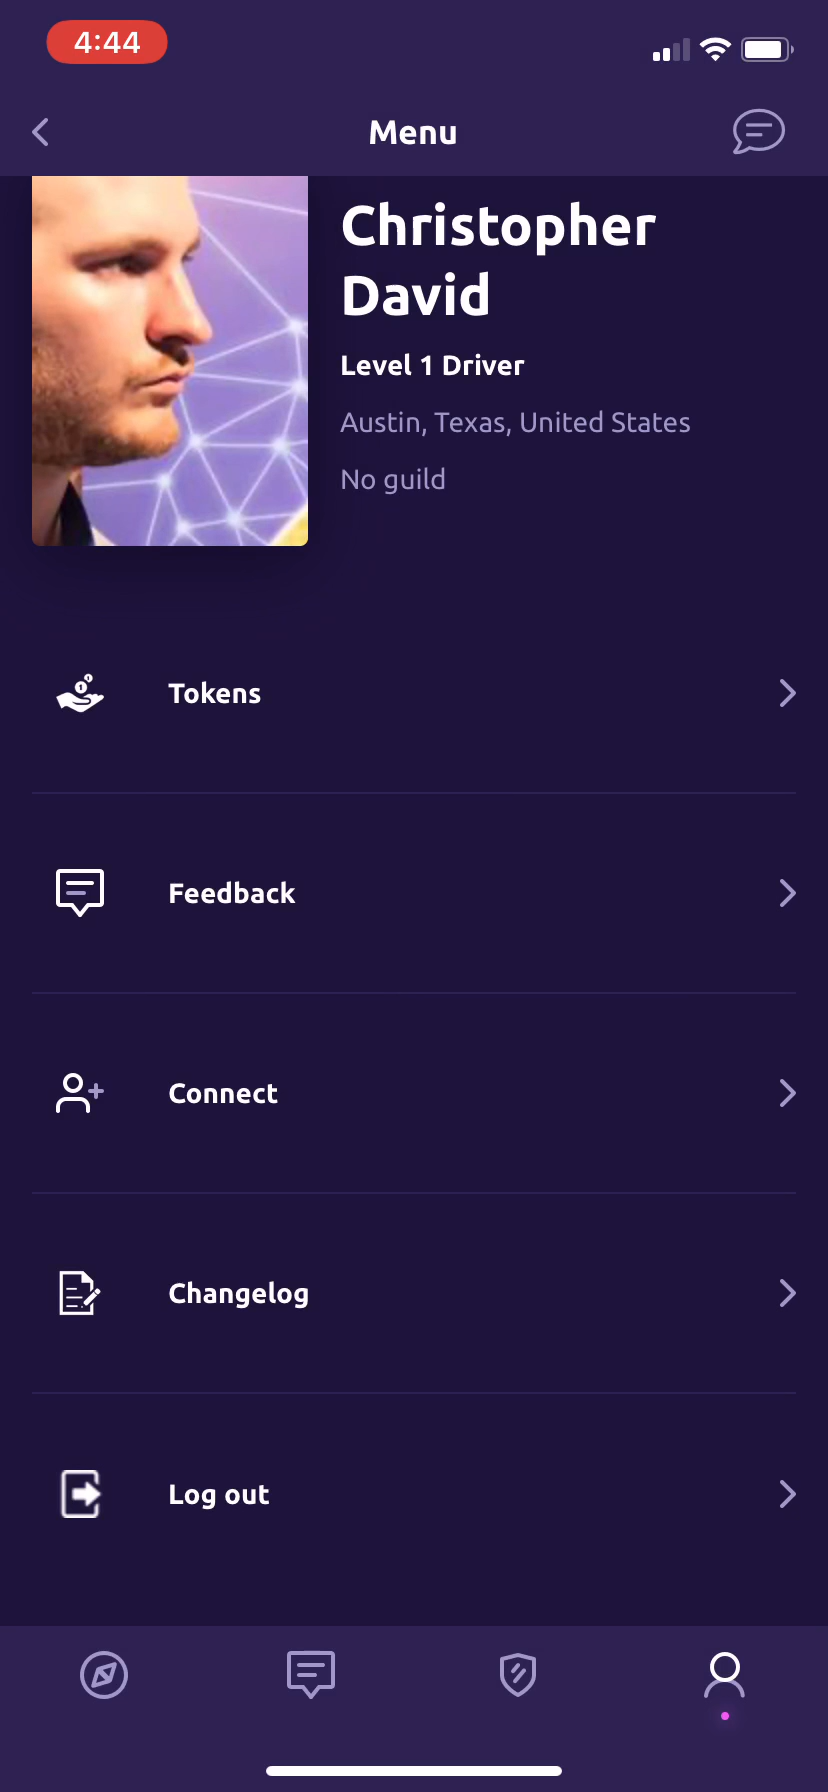 4:44
Menu
Christopher
David
Level 1 Driver
Austin, Texas, United States
No guild
Tokens
Feedback
Connect
Changelog
Log out